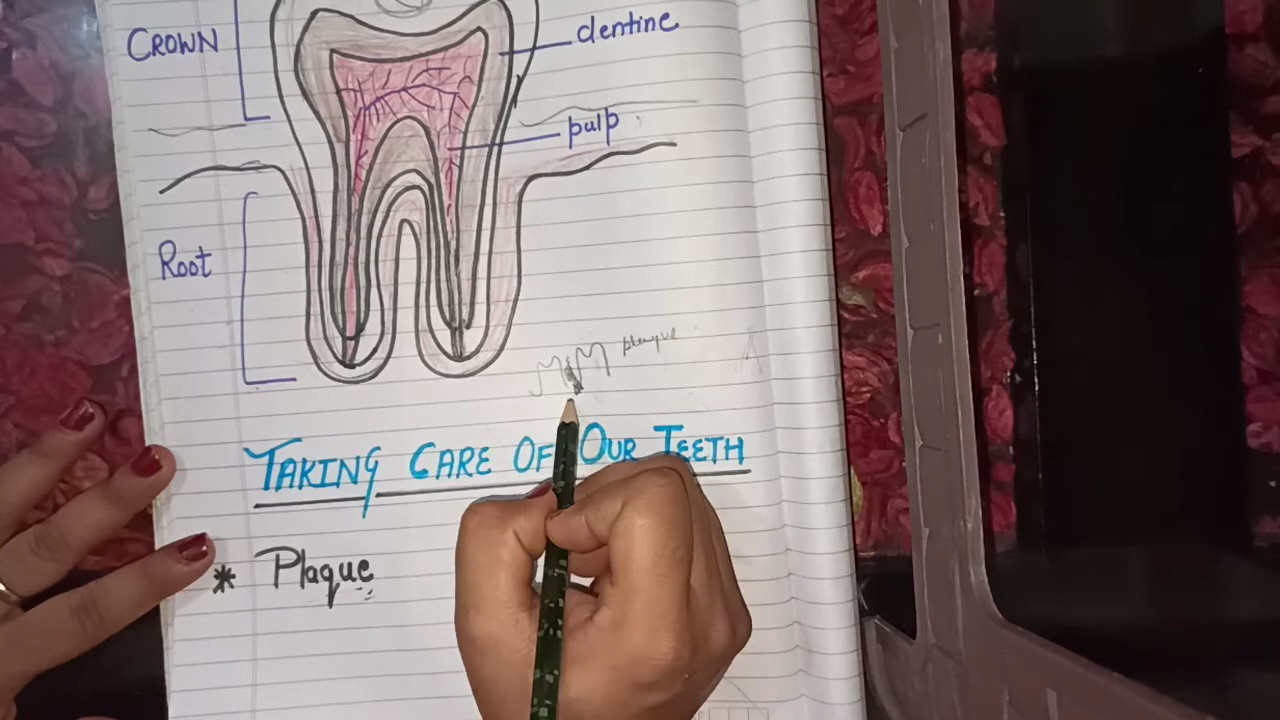 CROWN
dentine
pulp
Root
plaque
TAKING CARE OF OUR TEETH
* Plaque